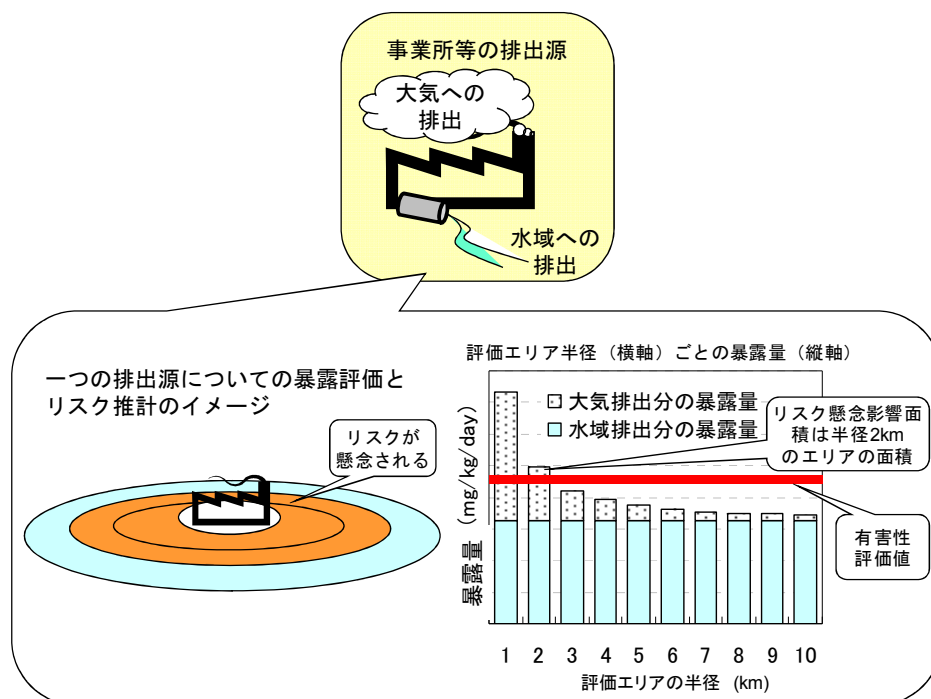 事業所等の排出源
大気への
排出
水域への
排出
一つの排出源についての暴露評価と
リスク推計のイメージ
リスクが
懸念される
評価エリア半径（横軸）ごとの暴露量（縦軸）
大気排出分の暴露量
水域排出分の暴露量
リスク懸念影響面
積は半径2km
のエリアの面積
有害性
評価値
暴露量 (mg/kg/day)
1 2 3 4 5 6 7 8 9 10
評価エリアの半径 (km)